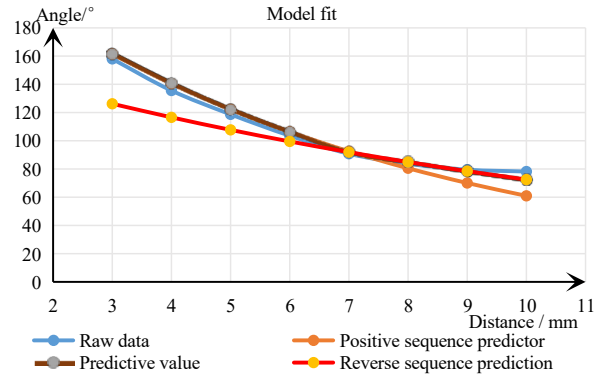 Model fit
Angle/°
180
160
140
120
100
80
60
40
20
0
2 3 4 5 6 7 8 9 10 11
Distance / mm
Raw data
Positive sequence predictor
Predictive value
Reverse sequence prediction